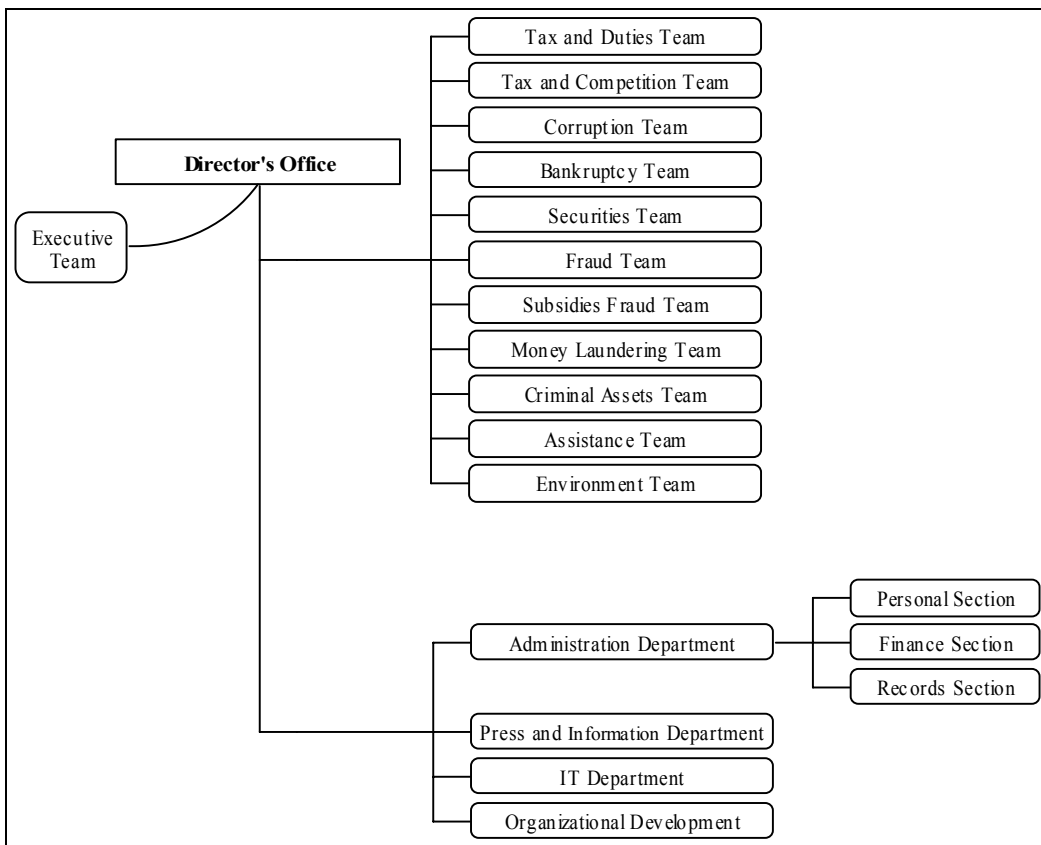 Tax and Duties Team
Tax and Competition Team
Corruption Team
Director's Office
Bankruptcy Team
Executive
Team
Securities Team
Fraud Team
Subsidies Fraud Team
Money Laundering Team
Criminal Assets Team
Assistance Team
Environment Team
Administration Department
Personal Section
Finance Section
Records Section
Press and Information Department
IT Department
Organizational Development